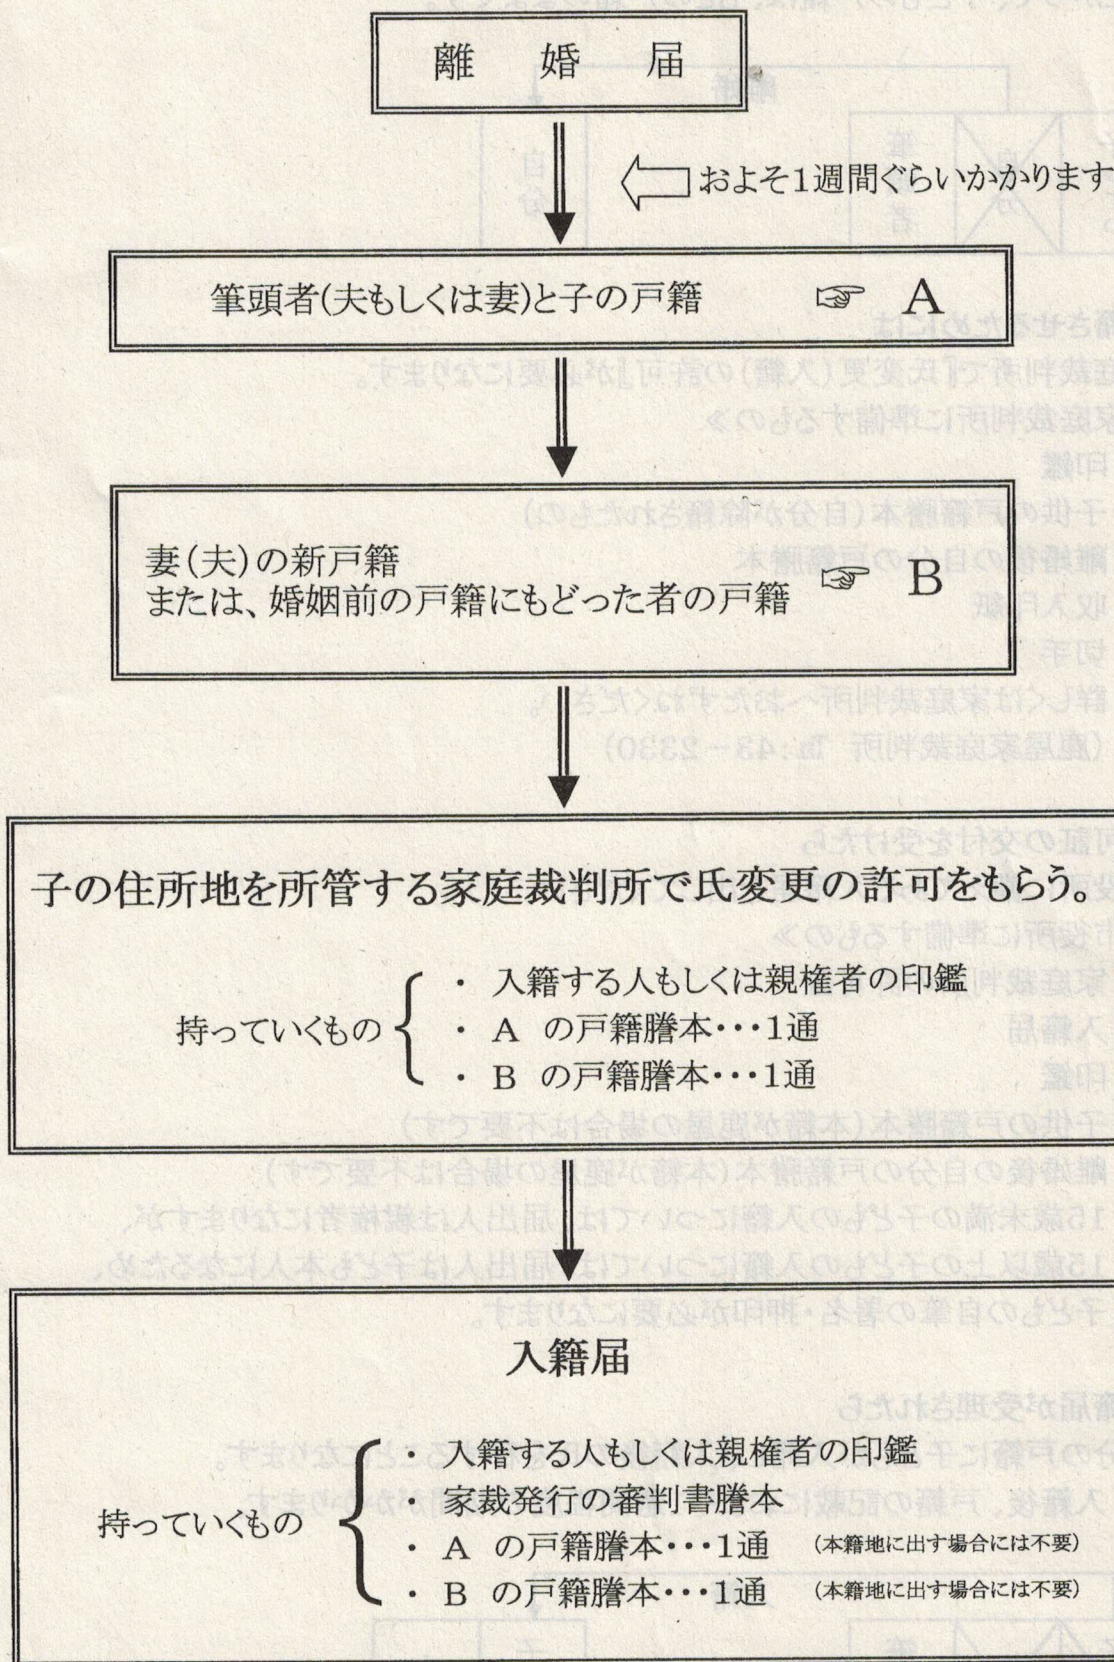 離 婚 届
およそ1週間ぐらいかかります
筆頭者(夫もしくは妻)と子の戸籍 ☞ A
妻(夫)の新戸籍
または、婚姻前の戸籍にもどった者の戸籍 ☞ B
子の住所地を所管する家庭裁判所で氏変更の許可をもらう。
持っていくもの
・ 入籍する人もしくは親権者の印鑑
・ A の戸籍謄本・・・1通
・ B の戸籍謄本・・・1通
入籍届
持っていくもの
・ 入籍する人もしくは親権者の印鑑
・ 家裁発行の審判書謄本
・ A の戸籍謄本・・・1通 (本籍地に出す場合には不要)
・ B の戸籍謄本・・・1通 (本籍地に出す場合には不要)